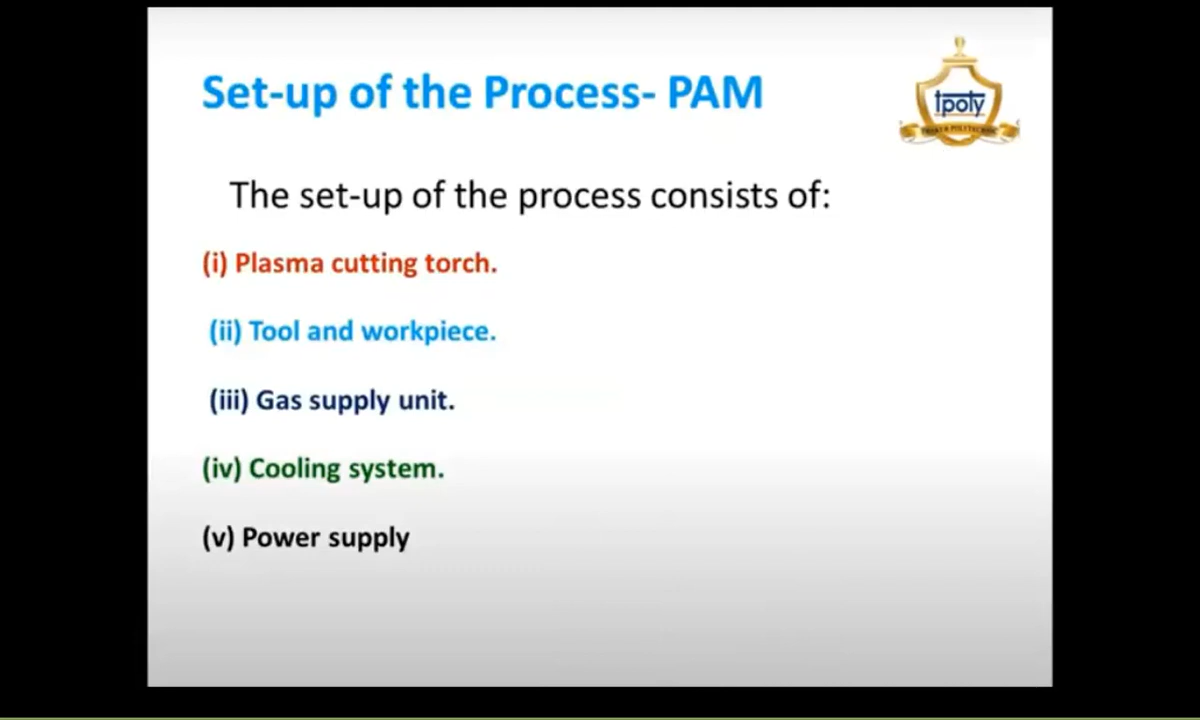 Set-up of the Process- PAM
tpoly
The set-up of the process consists of:
(i) Plasma cutting torch.
(ii) Tool and workpiece.
(iii) Gas supply unit.
(iv) Cooling system.
(v) Power supply